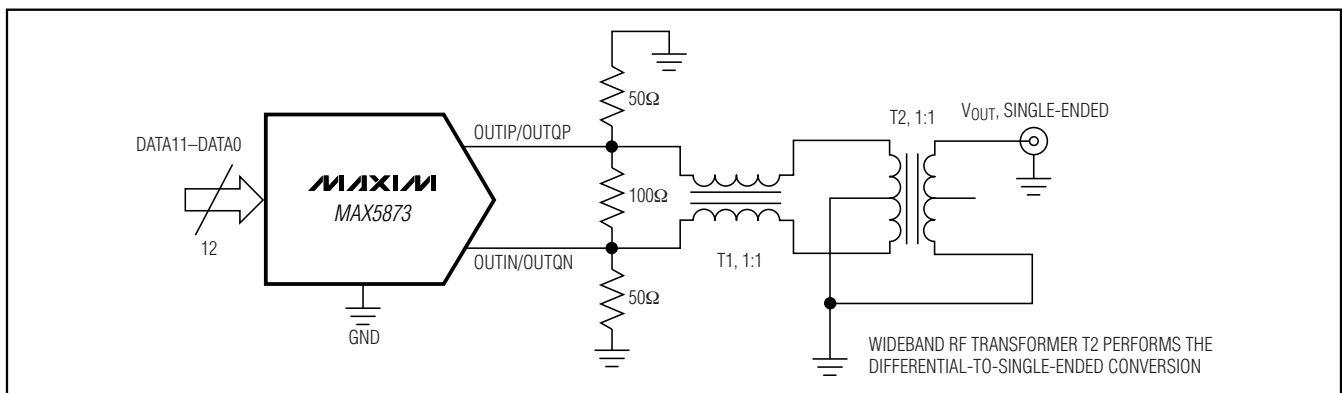 50Ω
T2, 1:1
VOUT, SINGLE-ENDED
OUTIP/OUTQP
DATA11–DATA0
MAXIM
MAX5873
100Ω
12
OUTIN/OUTQN
T1, 1:1
50Ω
GND
WIDEBAND RF TRANSFORMER T2 PERFORMS THE
DIFFERENTIAL-TO-SINGLE-ENDED CONVERSION